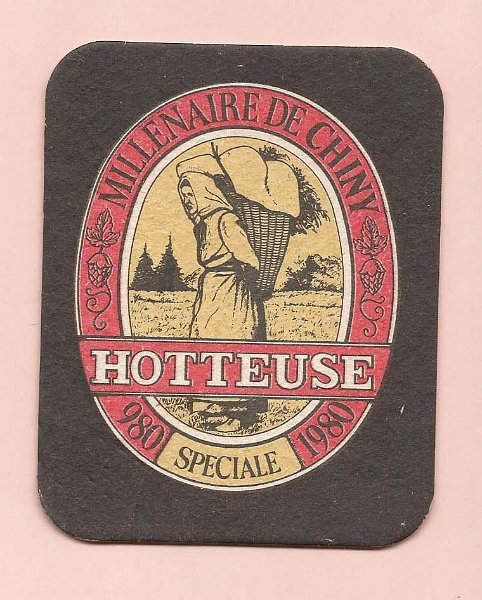 MILLENAIRE DE CHINY
HOTTEUSE
980 SPECIALE 1980